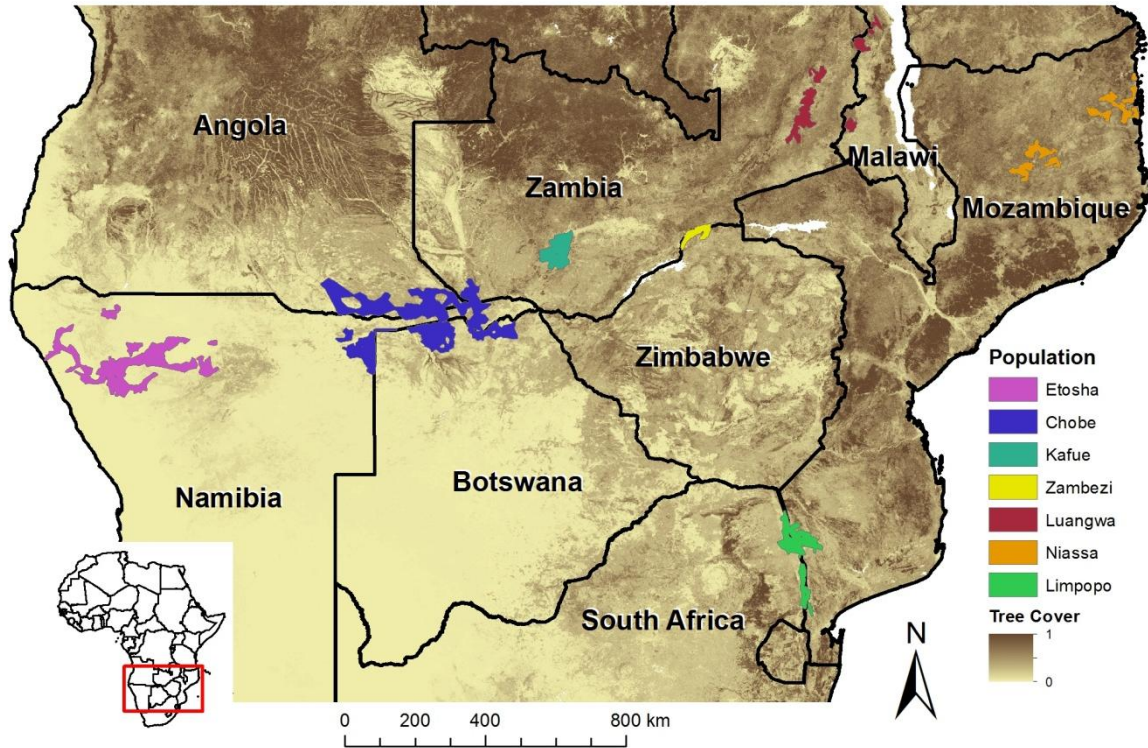 Angola
Zambia
Malawi
Mozambique
Zimbabwe
Namibia
Botswana
South Africa
Population
Etosha
Chobe
Kafue
Zambezi
Luangwa
Niassa
Limpopo
Tree Cover
1
0
N
0 200 400 800 km